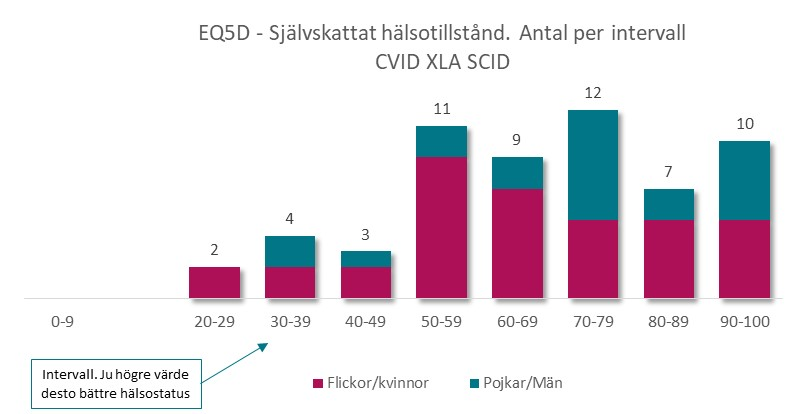 EQ5D - Självskattat hälsotillstånd. Antal per intervall
CVID XLA SCID
2
4
3
11
9
12
7
10
0-9
20-29
30-39
40-49
50-59
60-69
70-79
80-89
90-100
Intervall. Ju högre värde
desto bättre hälsostatus
Flickor/kvinnor
Pojkar/Män